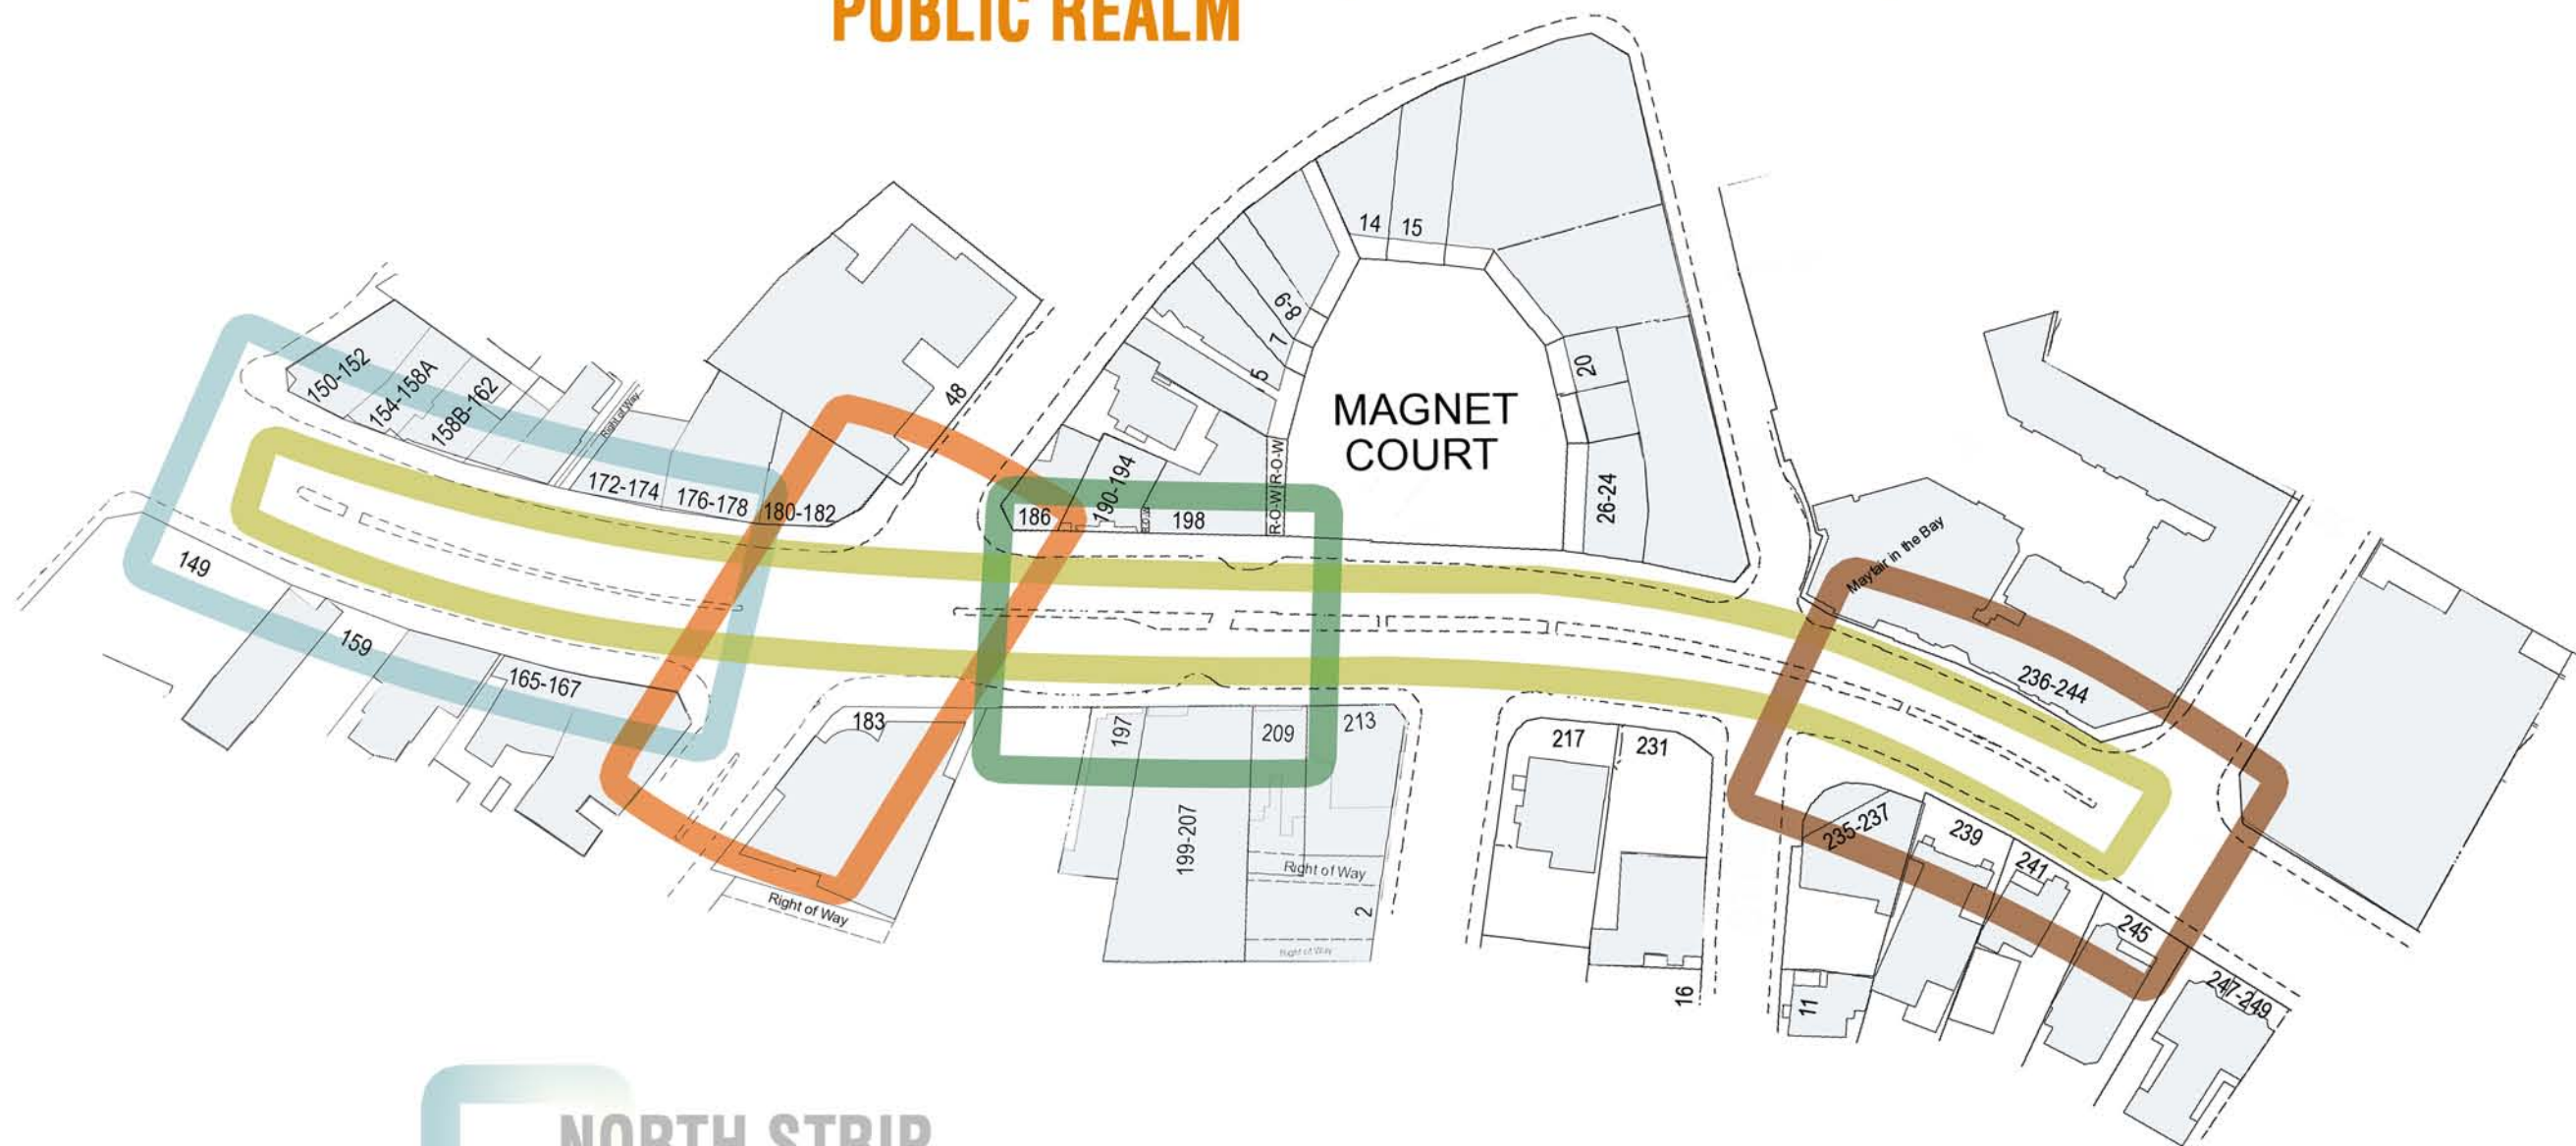 PUBLIC REALM
14
15
6-8
7
5
20
48
MAGNET
COURT
150-152
154-158A
158B-162
Right of Way
172-174
176-178
180-182
186
190-194
198
R-O-W
R-O-W
26-24
Mayfair in the Bay
149
159
165-167
183
197
199-207
209
213
217
231
236-244
235-237
239
241
245
247-249
Right of Way
Right of Way
2
Right of Way
16
11
NORTH STRIP